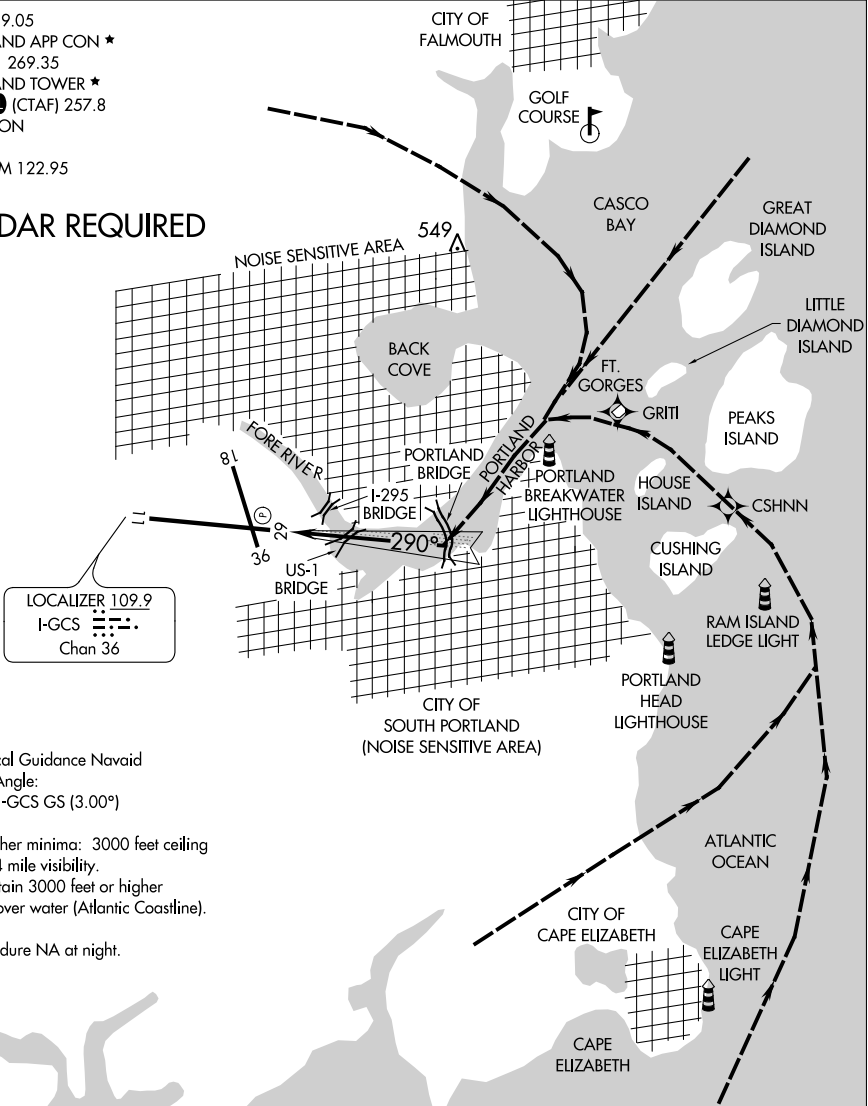 9.05
AND APP CON ★
269.35
AND TOWER ★
(CTAF) 257.8
ON
M 122.95
DAR REQUIRED
CITY OF
FALMOUTH
GOLF
COURSE
CASCO
BAY
GREAT
DIAMOND
ISLAND
549
NOISE SENSITIVE AREA
LITTLE
DIAMOND
ISLAND
BACK
COVE
FT.
GORGES
GRITI
PEAKS
ISLAND
FORE RIVER
PORTLAND
BRIDGE
PORTLAND
HARBOR
PORTLAND
BREAKWATER
LIGHTHOUSE
HOUSE
ISLAND
CSHNN
18
I-295
BRIDGE
11
P
29
36
290°
US-1
BRIDGE
CUSHING
ISLAND
LOCALIZER 109.9
I-GCS
Chan 36
RAM ISLAND
LEDGE LIGHT
PORTLAND
HEAD
LIGHTHOUSE
CITY OF
SOUTH PORTLAND
(NOISE SENSITIVE AREA)
cal Guidance Navaid
Angle:
-GCS GS (3.00°)
her minima: 3000 feet ceiling
4 mile visibility.
tain 3000 feet or higher
over water (Atlantic Coastline).
dure NA at night.
ATLANTIC
OCEAN
CITY OF
CAPE ELIZABETH
CAPE
ELIZABETH
LIGHT
CAPE
ELIZABETH